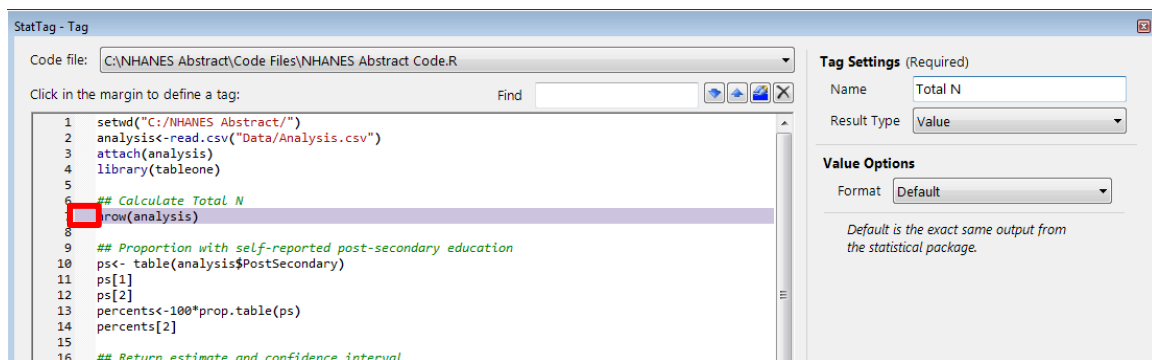 StatTag - Tag
Code file: C:\NHANES Abstract\Code Files\NHANES Abstract Code.R
Click in the margin to define a tag: Find
1 setwd("C:/NHANES Abstract/")
2 analysis<-read.csv("Data/Analysis.csv")
3 attach(analysis)
4 library(tableone)
5
6 ## Calculate Total N
7 nrow(analysis)
8
9 ## Proportion with self-reported post-secondary education
10 ps<- table(analysis$PostSecondary)
11 ps[1]
12 ps[2]
13 percents<-100*prop.table(ps)
14 percents[2]
15
16 ## Return estimate and confidence interval
Tag Settings (Required)
Name Total N
Result Type Value
Value Options
Format Default
Default is the exact same output from
the statistical package.